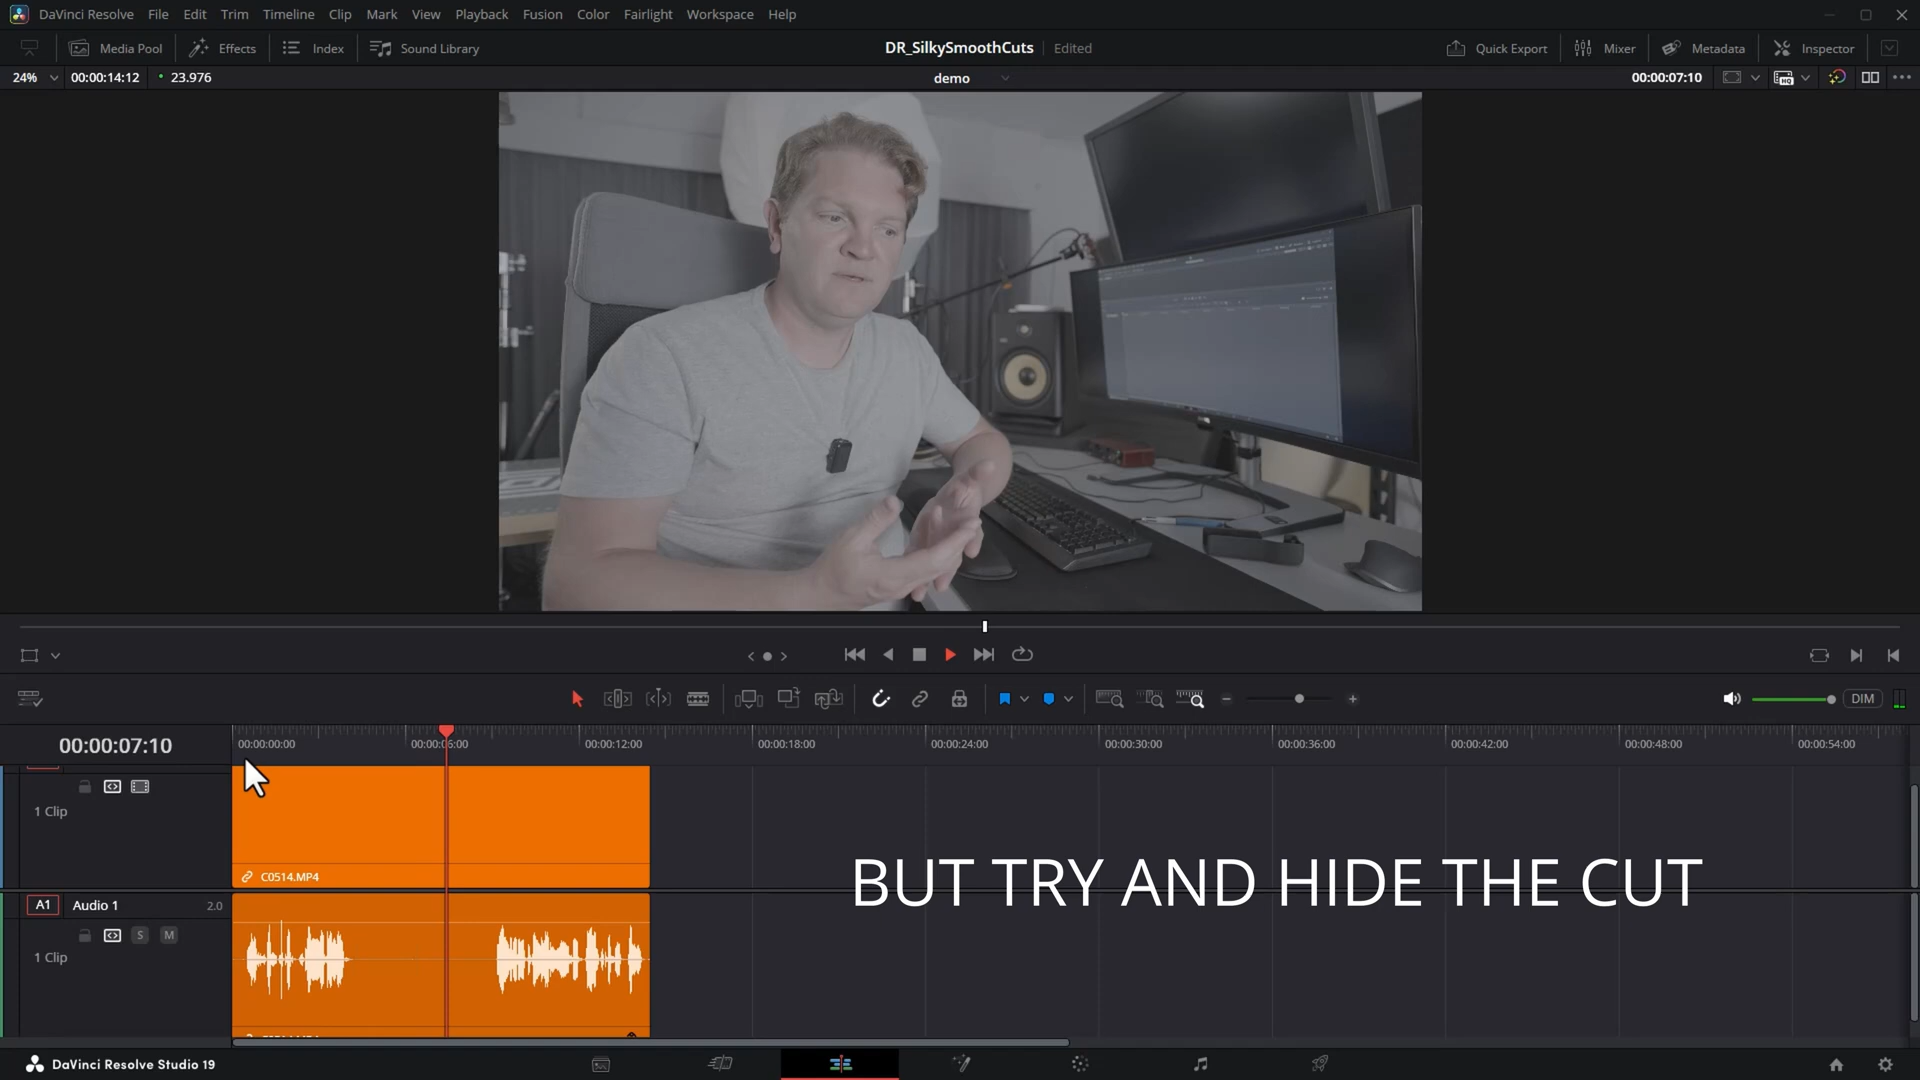 DaVinci Resolve File Edit Trim Timeline Clip Mark View Playback Fusion Color Fairlight Workspace Help
Media Pool Effects Index Sound Library DR_SilkySmoothCuts Edited Quick Export Mixer Metadata Inspector
24% 00:00:14:12 23.976 demo 00:00:07:10
DIM
00:00:07:10 00:00:00:00 00:00:06:00 00:00:12:00 00:00:18:00 00:00:24:00 00:00:30:00 00:00:36:00 00:00:42:00 00:00:48:00 00:00:54:00
1 Clip
C0514.MP4
BUT TRY AND HIDE THE CUT
A1 Audio 1 2.0
S M
1 Clip
DaVinci Resolve Studio 19